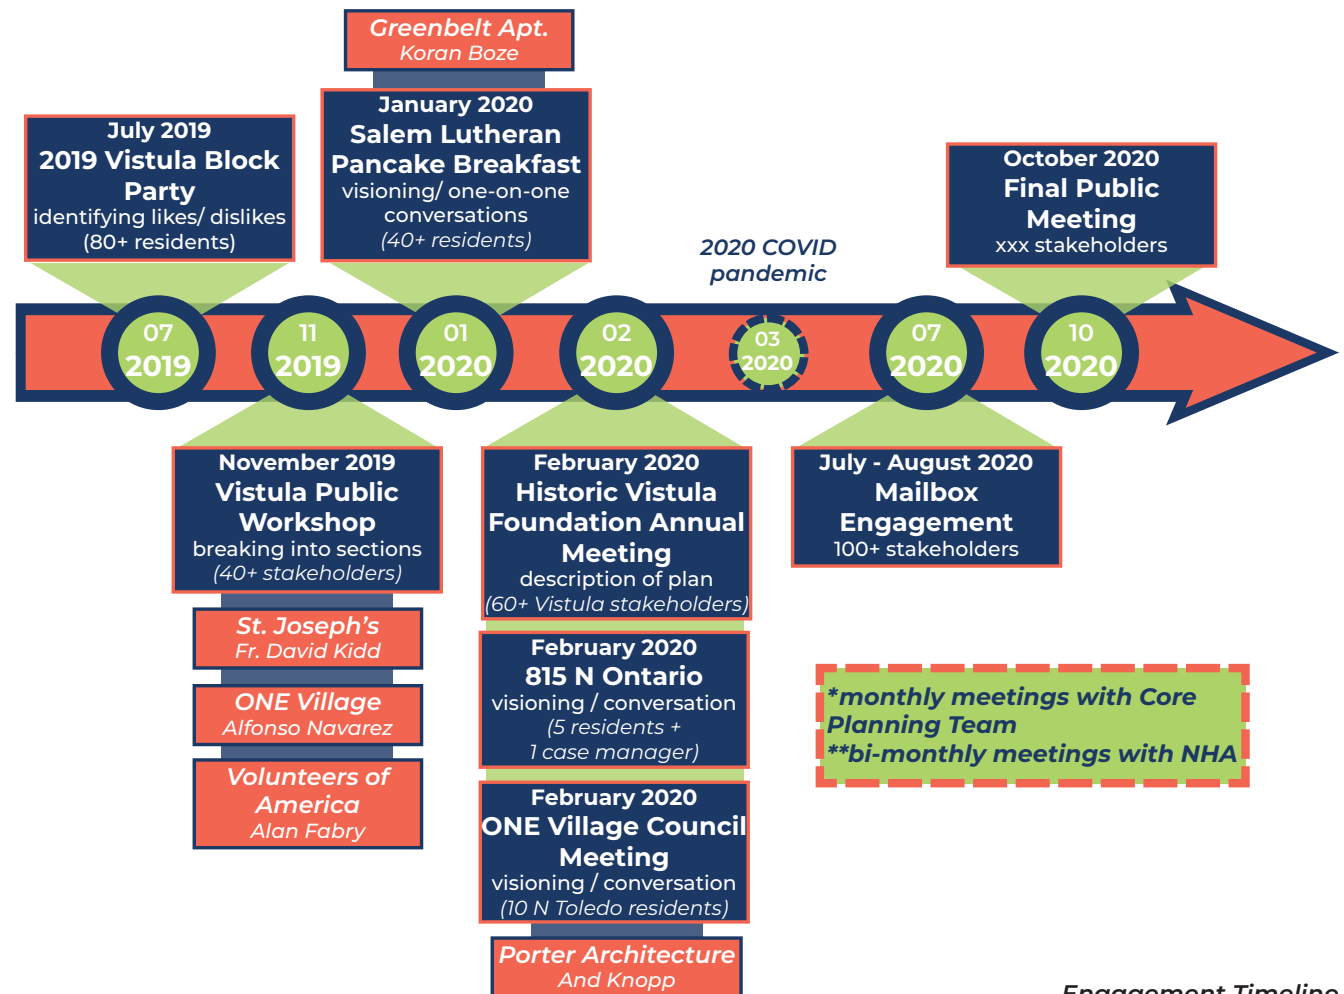 Greenbelt Apt.
Koran Boze
January 2020
Salem Lutheran
Pancake Breakfast
visioning/ one-on-one
conversations
(40+ residents)
July 2019
2019 Vistula Block
Party
identifying likes/ dislikes
(80+ residents)
October 2020
Final Public
Meeting
xxx stakeholders
2020 COVID
pandemic
07
2019
11
2019
01
2020
02
2020
03
2020
07
2020
10
2020
November 2019
Vistula Public
Workshop
breaking into sections
(40+ stakeholders)
St. Joseph's
Fr. David Kidd
ONE Village
Alfonso Navarez
Volunteers of
America
Alan Fabry
February 2020
Historic Vistula
Foundation Annual
Meeting
description of plan
(60+ Vistula stakeholders)
February 2020
815 N Ontario
visioning / conversation
(5 residents +
1 case manager)
February 2020
ONE Village Council
Meeting
visioning / conversation
(10 N Toledo residents)
Porter Architecture
And Knopp
July - August 2020
Mailbox
Engagement
100+ stakeholders
*monthly meetings with Core
Planning Team
**bi-monthly meetings with NHA
Engagement Timeline